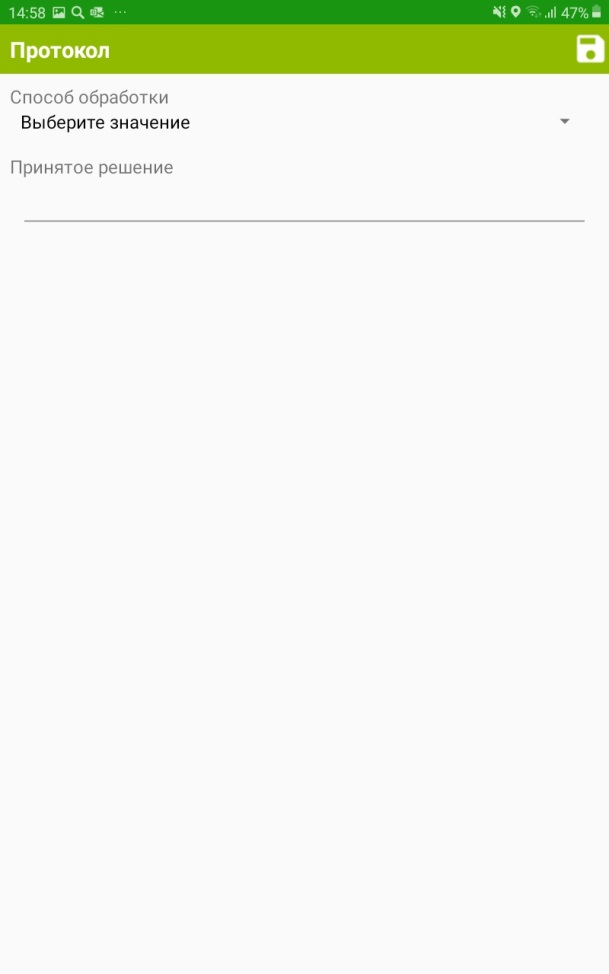 14:58 ... 47%
Протокол
Способ обработки
Выберите значение
Принятое решение